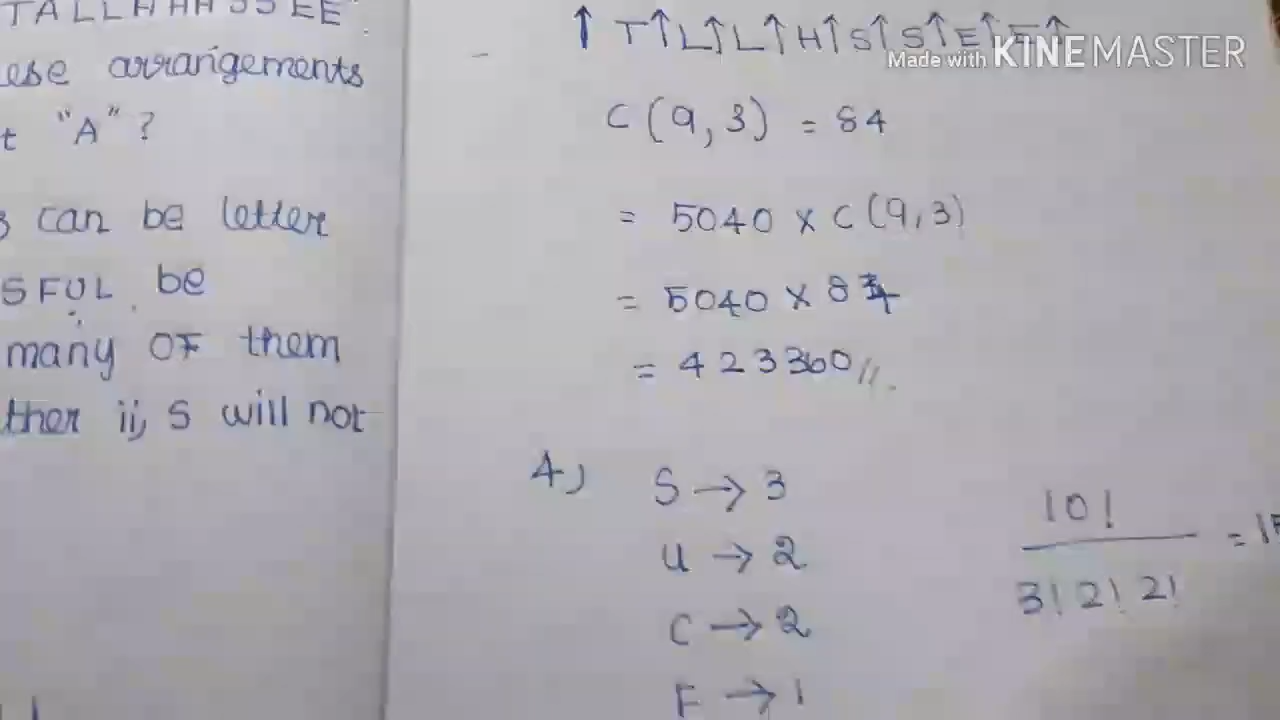 TALLAHASSEE
ese arrangements
t "A" ?
s can be letter
SFUL be
many OF them
ther ii, S will not
↑ T↑ L↑ L↑ H↑ S↑ S↑ E↑ E↑
Made with KINEMASTER
C (9, 3) = 84
= 5040 x C (9, 3)
= 5040 x 84
= 423360 //.
4) S → 3
U → 2
C → 2
F → 1
10! / 3! 2! 2! = 15